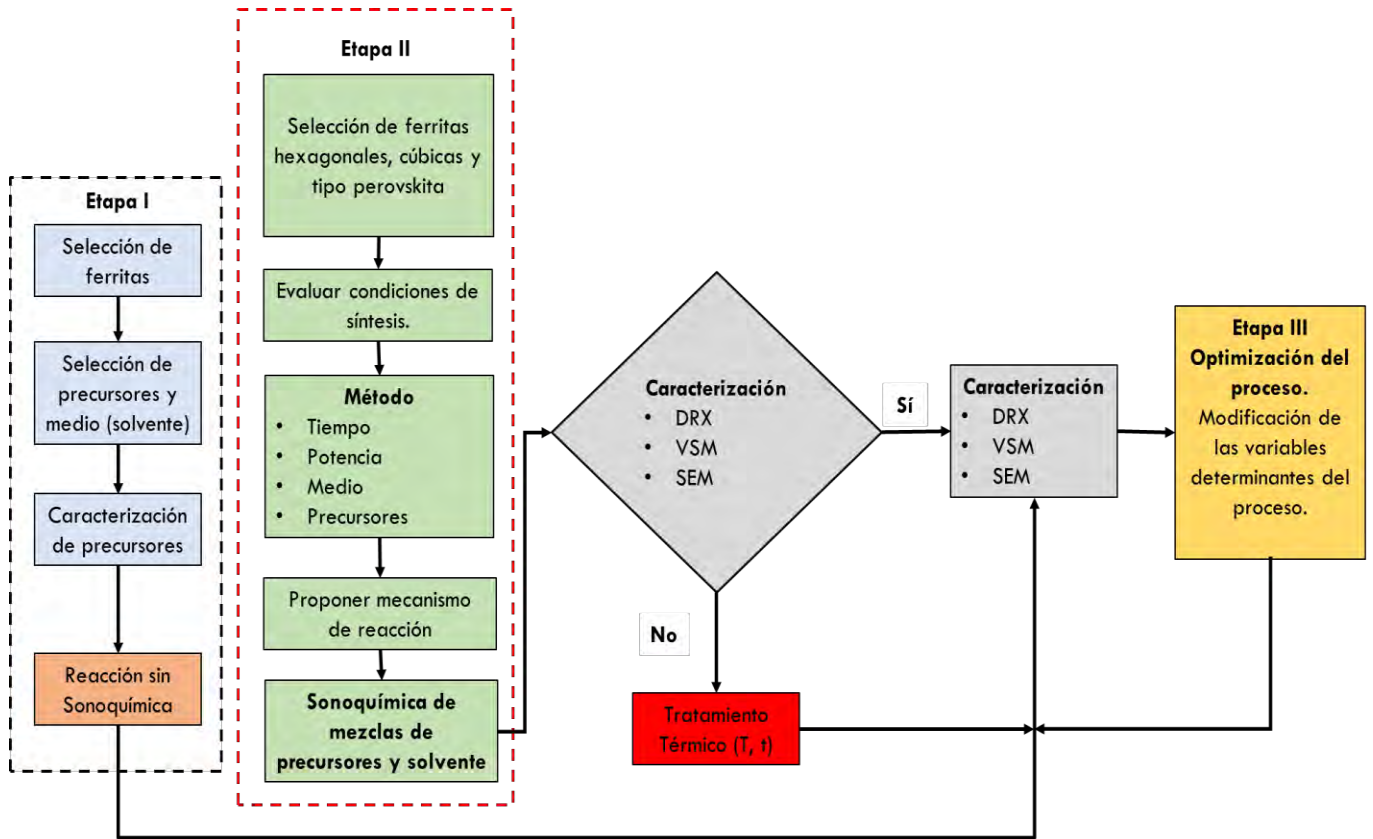 Etapa I
Selección de
ferritas
Selección de
precursores y
medio (solvente)
Caracterización
de precursores
Reacción sin
Sonoquímica
Etapa II
Selección de ferritas
hexagonales, cúbicas y
tipo perovskita
Evaluar condiciones de
síntesis.
Método
• Tiempo
• Potencia
• Medio
• Precursores
Proponer mecanismo
de reacción
Sonoquímica de
mezclas de
precursores y solvente
Caracterización
• DRX
• VSM
• SEM
Sí
No
Tratamiento
Térmico (T, t)
Caracterización
• DRX
• VSM
• SEM
Etapa III
Optimización del
proceso.
Modificación de
las variables
determinantes del
proceso.